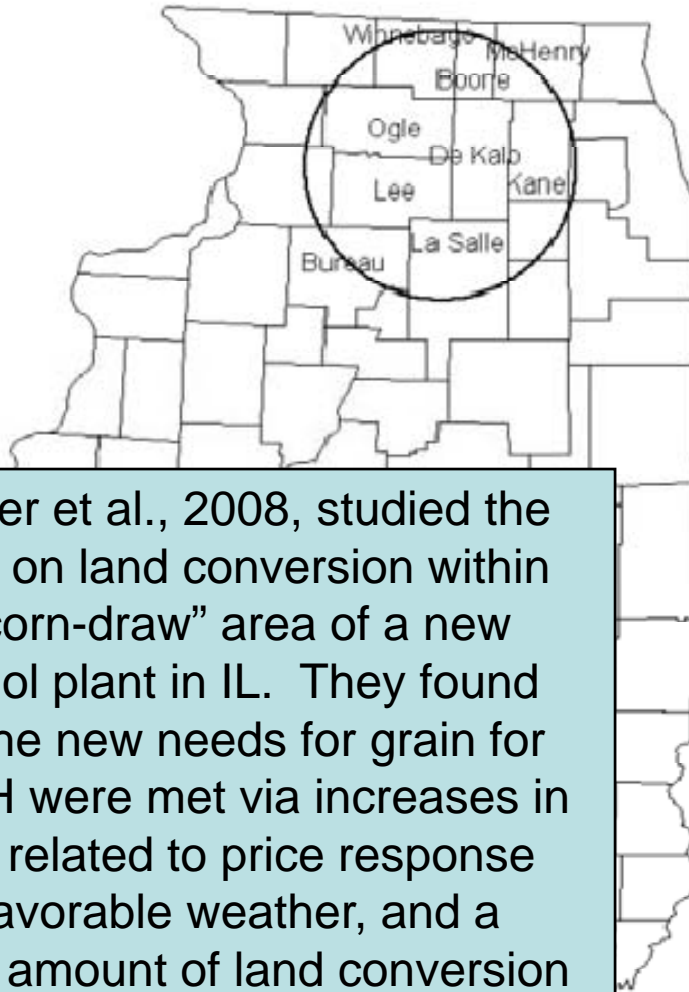 Winnebago
McHenry
Boone
Ogle
De Kalb
Lee
Kane
La Salle
Bureau
er et al., 2008, studied the
on land conversion within
corn-draw” area of a new
ol plant in IL. They found
he new needs for grain for
H were met via increases in
related to price response
avorable weather, and a
amount of land conversion